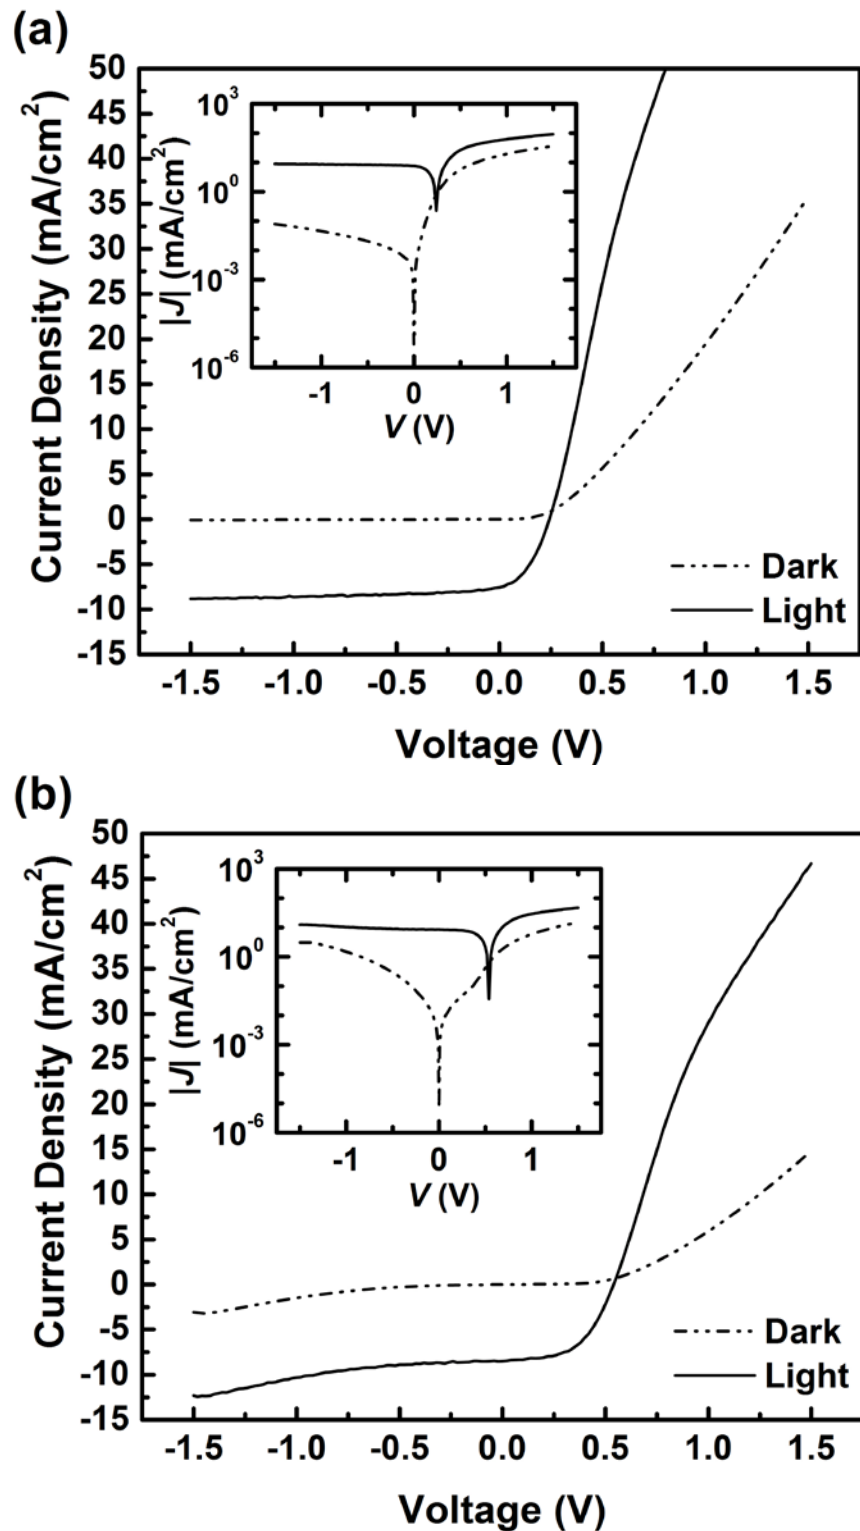 (a)
50
45
40
35
30
25
20
15
10
5
0
-5
-10
-15
Current Density (mA/cm²)
-1.5 -1.0 -0.5 0.0 0.5 1.0 1.5
Voltage (V)
10³
10⁰
10⁻³
10⁻⁶
|J| (mA/cm²)
-1 0 1
V (V)
Dark
Light
(b)
50
45
40
35
30
25
20
15
10
5
0
-5
-10
-15
Current Density (mA/cm²)
-1.5 -1.0 -0.5 0.0 0.5 1.0 1.5
Voltage (V)
10³
10⁰
10⁻³
10⁻⁶
|J| (mA/cm²)
-1 0 1
V (V)
Dark
Light